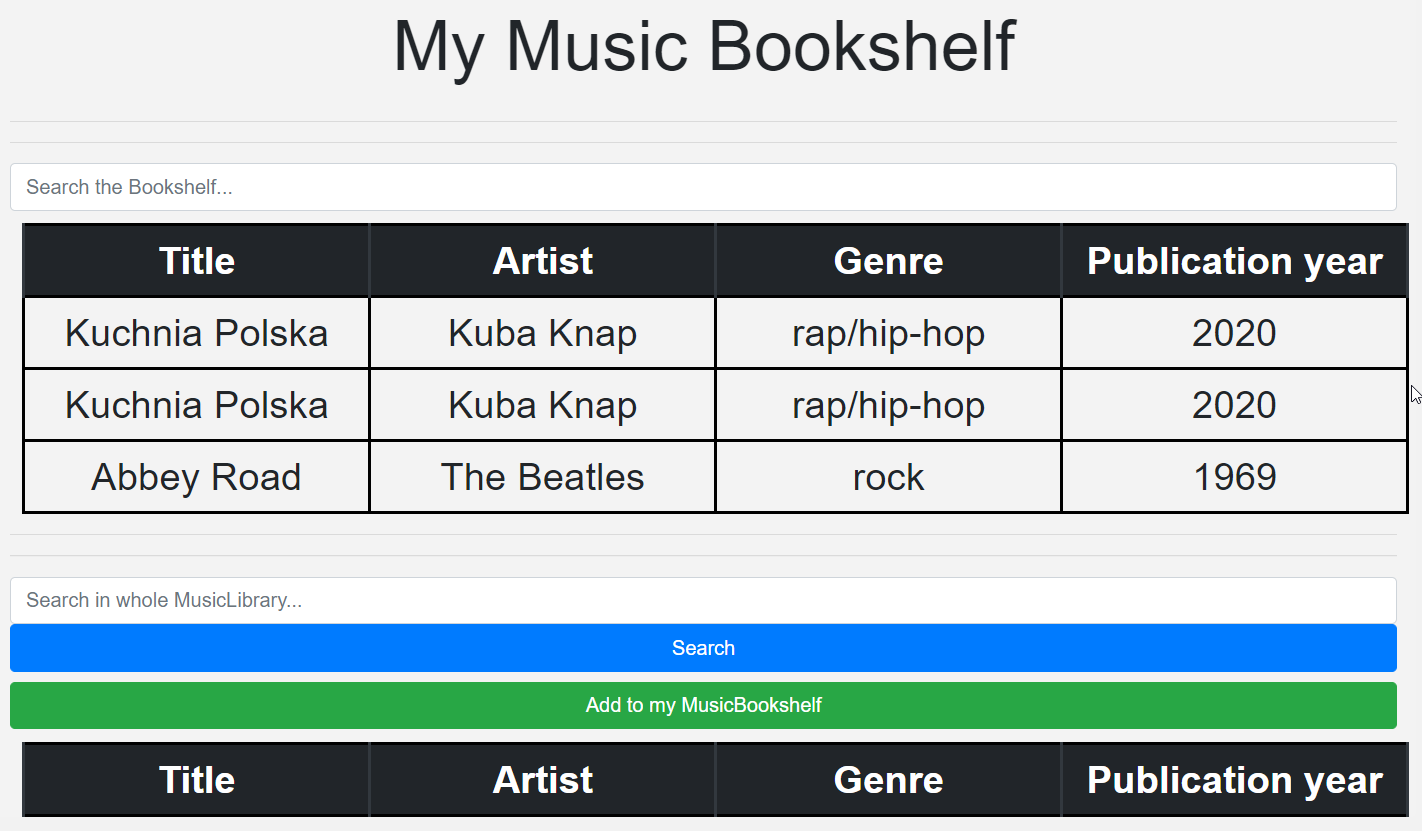 My Music Bookshelf
Search the Bookshelf...
Title Artist Genre Publication year
Kuchnia Polska Kuba Knap rap/hip-hop 2020
Kuchnia Polska Kuba Knap rap/hip-hop 2020
Abbey Road The Beatles rock 1969
Search in whole MusicLibrary...
Search
Add to my MusicBookshelf
Title Artist Genre Publication year